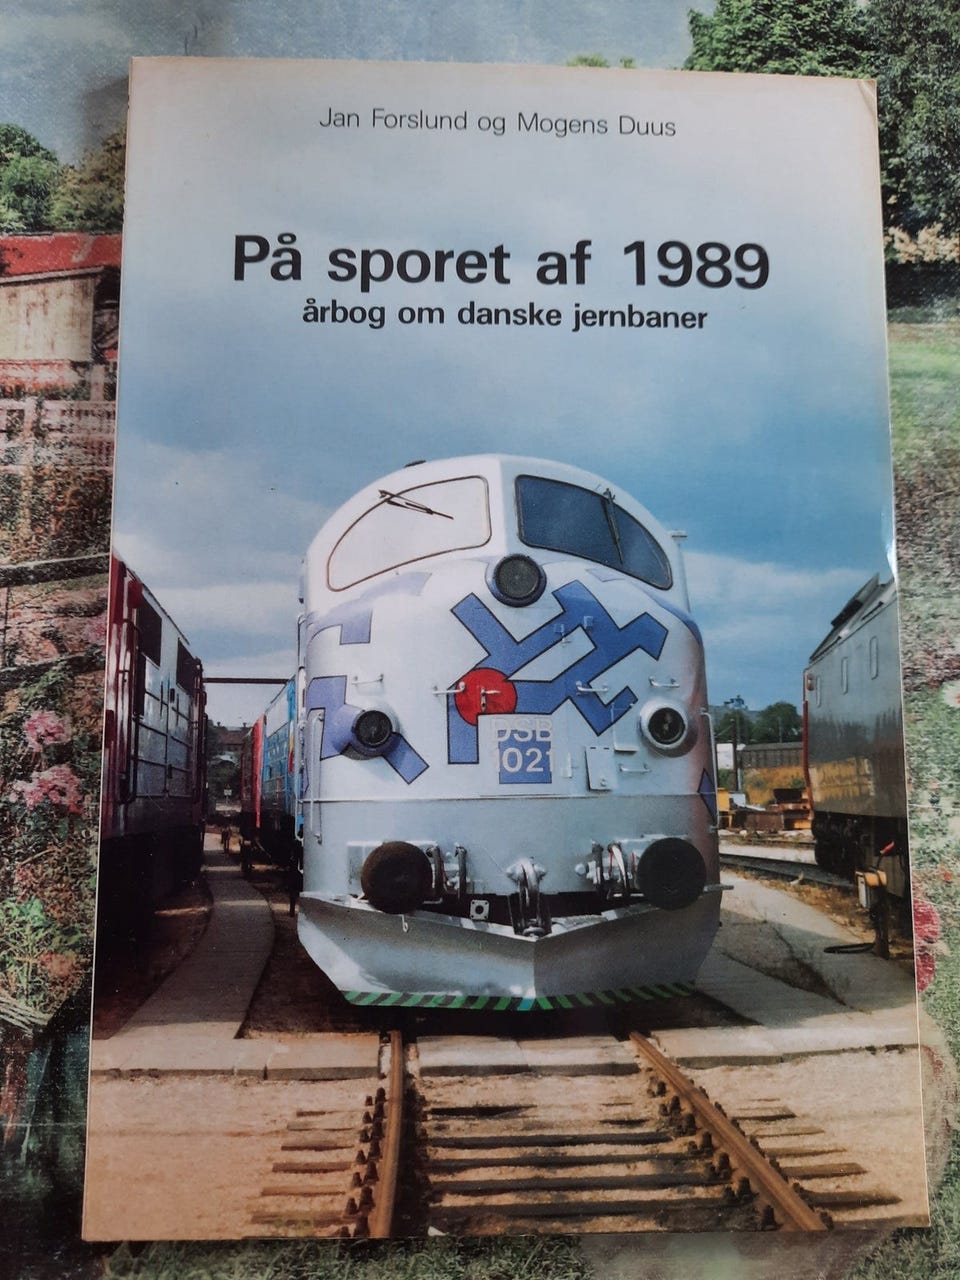 Jan Forslund og Mogens Duus
På sporet af 1989
årbog om danske jernbaner
DSB
1021